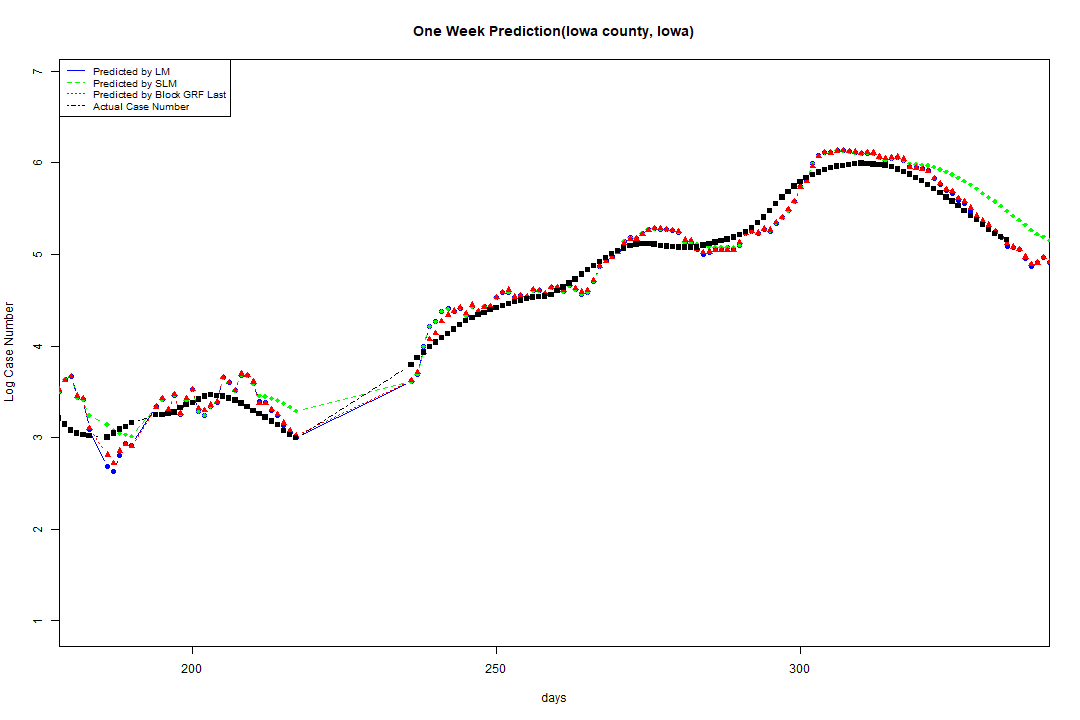 One Week Prediction(Iowa county, Iowa)
Predicted by LM
Predicted by SLM
Predicted by Block GRF Last
Actual Case Number
7
6
5
4
3
2
1
Log Case Number
200
250
300
days